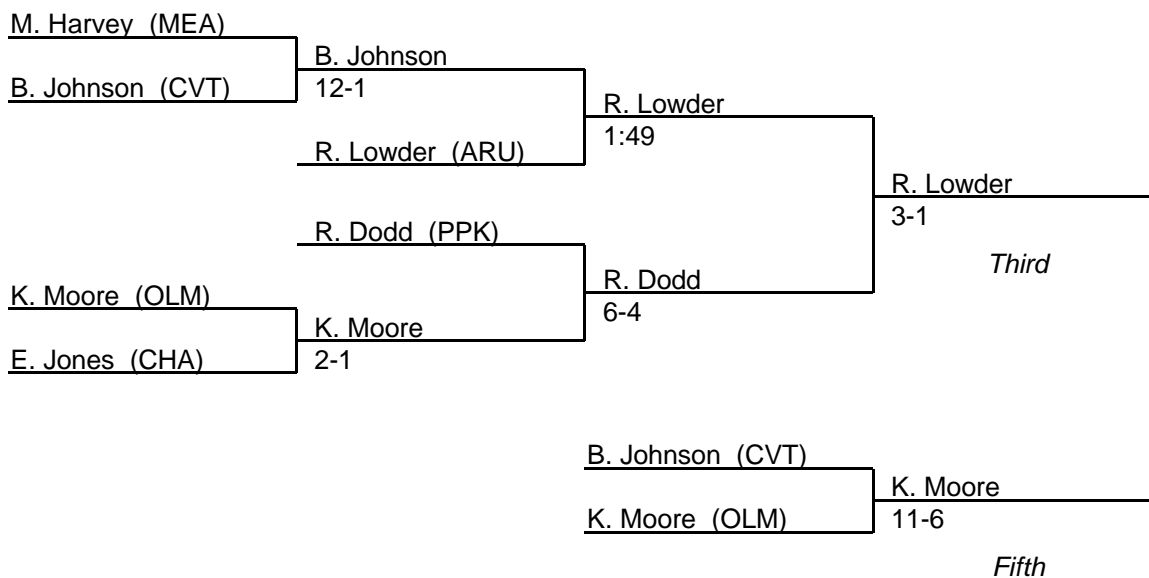 M. Harvey (MEA)
B. Johnson
B. Johnson (CVT)
12-1
R. Lowder
1:49
R. Lowder (ARU)
R. Lowder
3-1
R. Dodd (PPK)
Third
R. Dodd
K. Moore (OLM)
6-4
K. Moore
E. Jones (CHA)
2-1
B. Johnson (CVT)
K. Moore
K. Moore (OLM)
11-6
Fifth